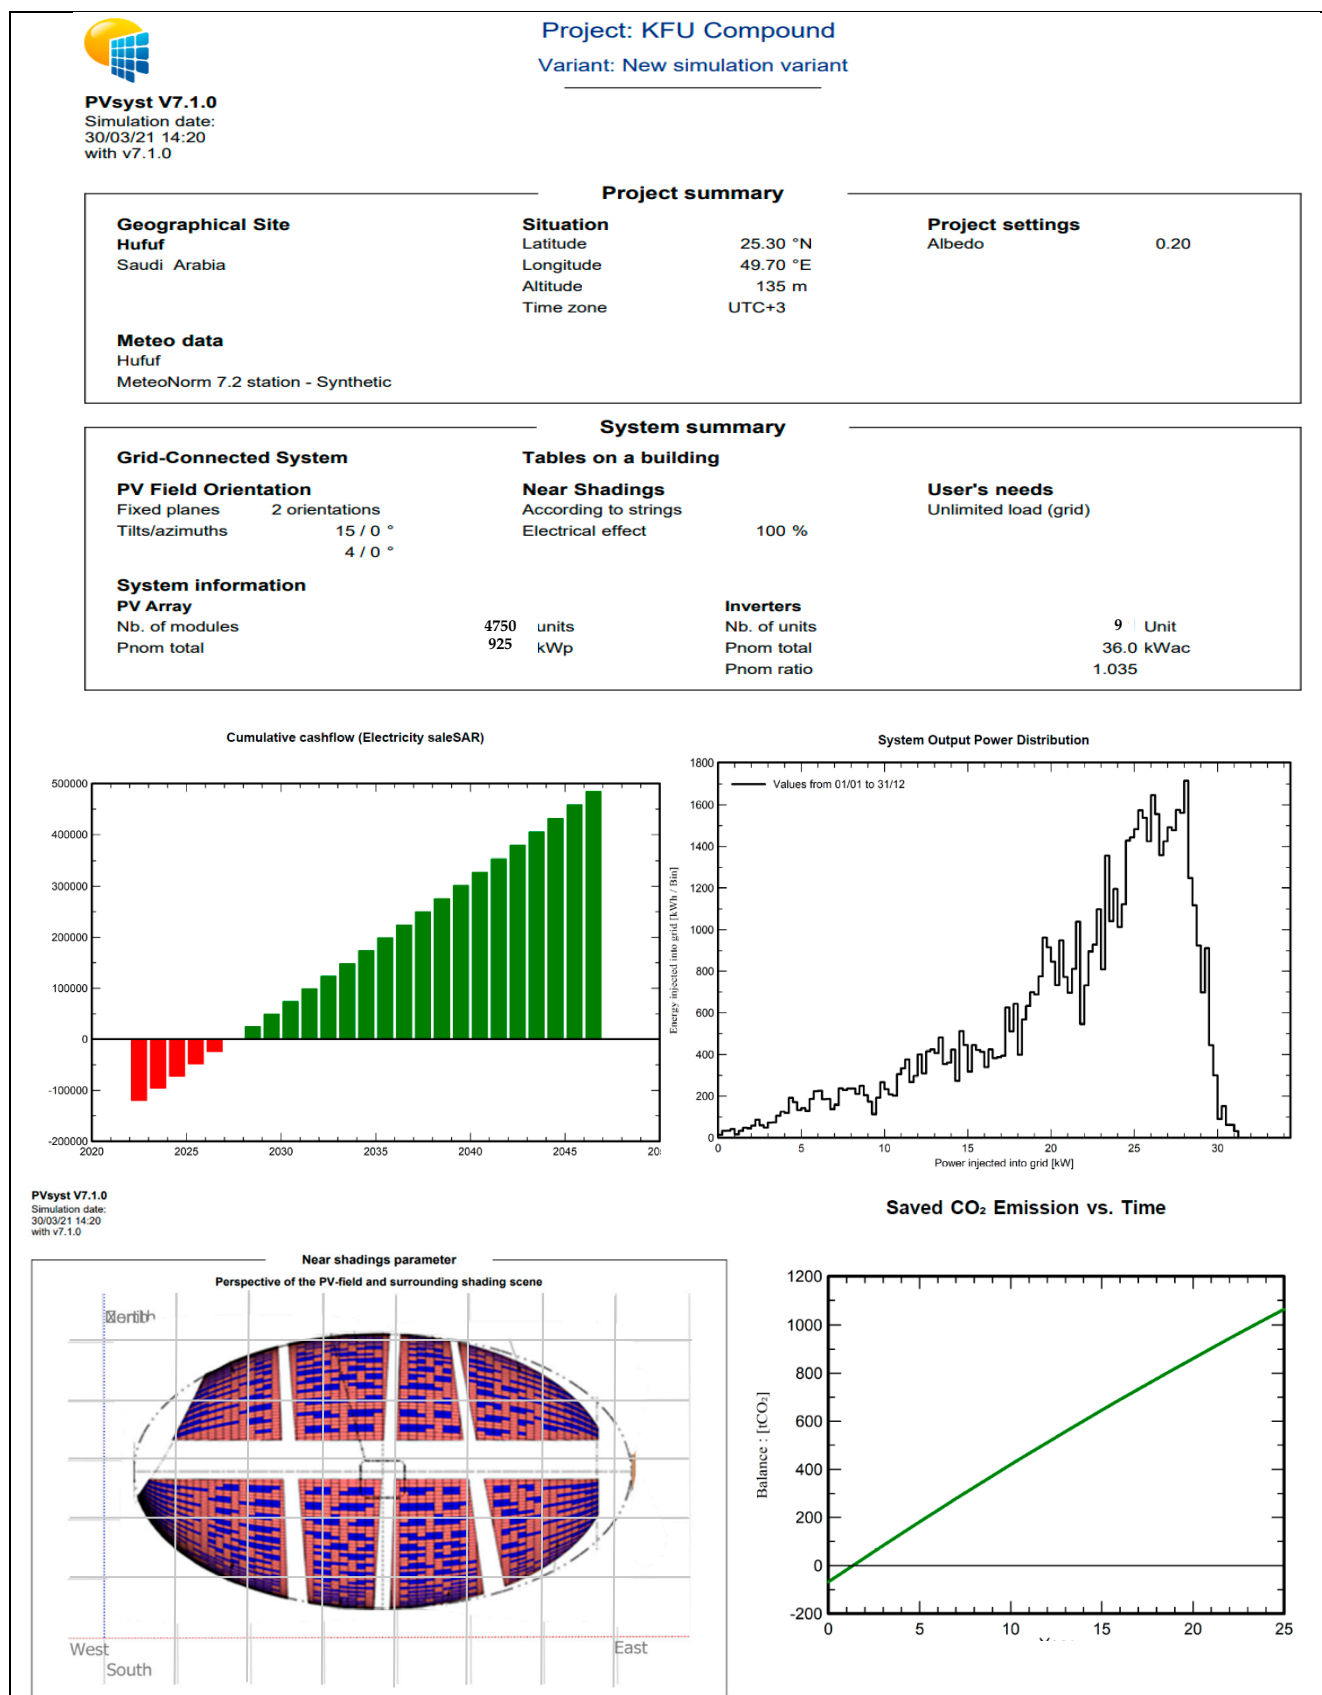 Project: KFU Compound
Variant: New simulation variant
PVsyst V7.1.0
Simulation date:
30/03/21 14:20
with v7.1.0
Project summary
Geographical Site
Hufuf
Saudi Arabia
Situation
Latitude 25.30 °N
Longitude 49.70 °E
Altitude 135 m
Time zone UTC+3
Project settings
Albedo 0.20
Meteo data
Hufuf
MeteoNorm 7.2 station - Synthetic
System summary
Grid-Connected System
Tables on a building
PV Field Orientation
Fixed planes 2 orientations
Tilts/azimuths 15 / 0 °
4 / 0 °
Near Shadings
According to strings
Electrical effect 100 %
User's needs
Unlimited load (grid)
System information
PV Array
Nb. of modules 4750 units
Pnom total 925 kWp
Inverters
Nb. of units 9 Unit
Pnom total 36.0 kWac
Pnom ratio 1.035
Cumulative cashflow (Electricity saleSAR)
500000
400000
300000
200000
100000
0
-100000
-200000
2020 2025 2030 2035 2040 2045
System Output Power Distribution
Values from 01/01 to 31/12
Energy injected into grid [kWh / Bin]
1800
1600
1400
1200
1000
800
600
400
200
0
0 5 10 15 20 25 30
Power injected into grid [kW]
PVsyst V7.1.0
Simulation date:
30/03/21 14:20
with v7.1.0
Near shadings parameter
Perspective of the PV-field and surrounding shading scene
West
East
South
Saved CO₂ Emission vs. Time
Balance : [tCO₂]
1200
1000
800
600
400
200
0
-200
0 5 10 15 20 25